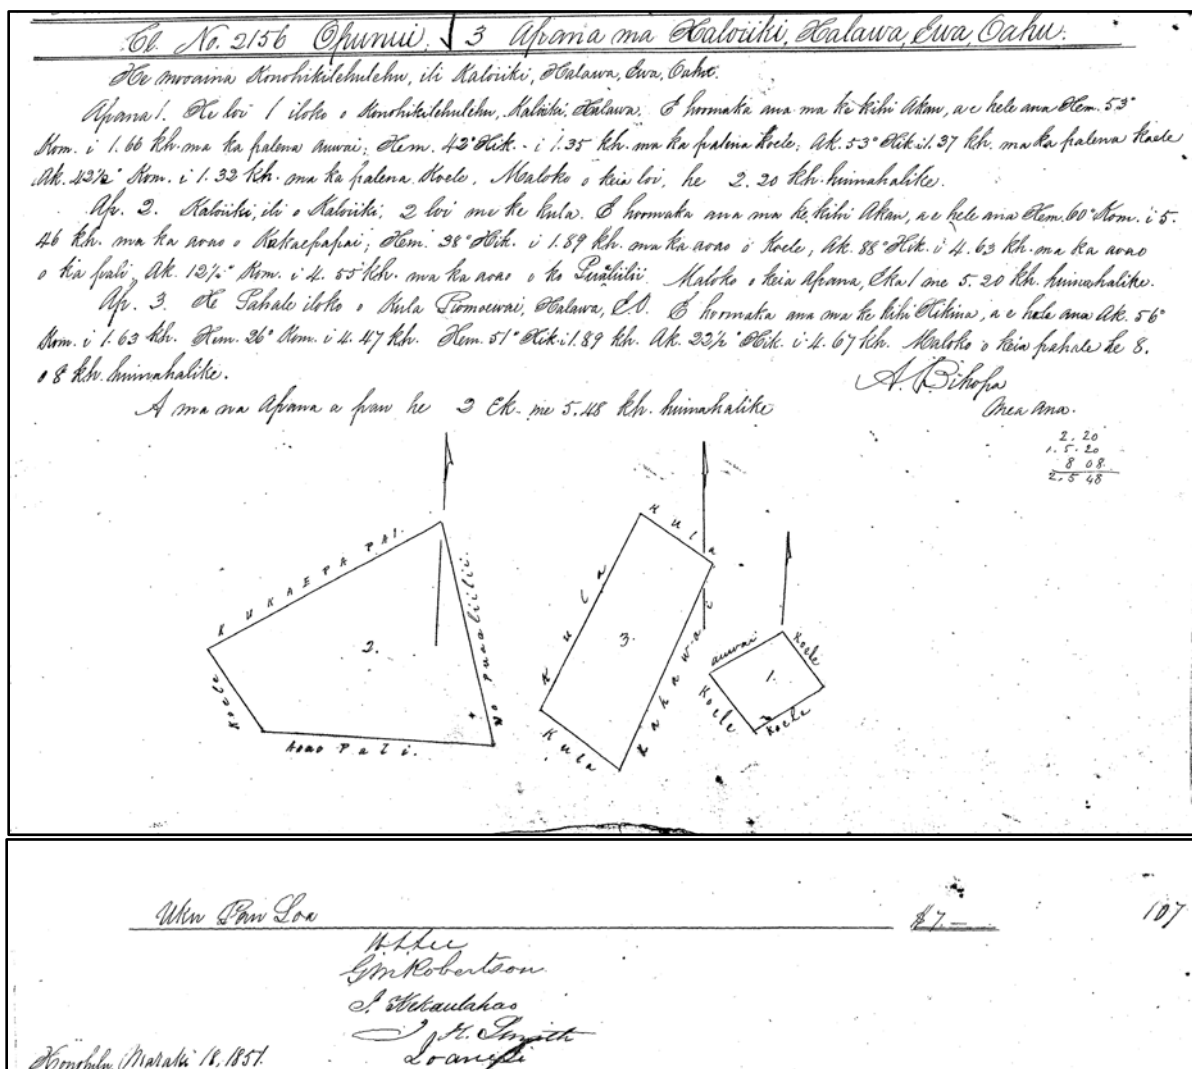 Cl. No. 2156 Opunui. 3 Apana ma Kaloiiki, Halawa, Ewa, Oahu.
He mooaina Konohikilehulehu, ili Kaloiiki, Halawa, Ewa, Oahu.
Apana 1. He loi 1 iloko o Konohikilehulehu, Kaloiiki, Halawa. E hoomaka ana ma ke kihi Akau, a e hele ana Hem. 53°
Kom. i 1.66 kh. ma ka palena auwai; Hem. 42° Hik. i 1.35 kh. ma ka palena Koele; Ak. 53° Hik. i 1.37 kh. ma ka palena Koele
Ak. 42½° Kom. i 1.32 kh. ma ka palena Koele. Maloko o keia loi, he 2.20 kh. huinahalike.
Ap. 2. Kaloiiki, ili o Kaloiiki, 2 loi me ke kula. E hoomaka ana ma ke kihi Akau, a e hele ana Hem. 60° Kom. i 5.
46 kh. ma ka aoao o Kukaepapai; Hem. 38° Hik. i 1.89 kh. ma ka aoao o Koele, Ak. 88° Hik. i 4.63 kh. ma ka aoao
o ka pali, Ak. 12½° Kom. i 4.55 kh. ma ka aoao o ko Maloko o keia Apana, Eka 1 me 5.20 kh. huinahalike.
Ap. 3. He Pahale iloko o Kula Halawa, E.O. E hoomaka ana ma ke kihi Hikina, a e hele ana Ak. 56°
Kom. i 1.63 kh. Hem. 26° Kom. i 4.47 kh. Hem. 51° Hik. i 1.89 kh. Ak. 22½° Hik. i 4.67 kh. Maloko o keia pahale he 8.
08 kh. huinahalike.
A. Bihopa
A ma na Apana a pau he 2 Ek. me 5.48 kh. huinahalike
Mea Ana.
2.20
1.5.20
8 08
2.5 48
KUKAEPA PAI.
Koele
Aoao Pali.
2.
Kula
Kula
3.
Kahawai
Kula
auwai
Koele
1.
Koele
Koele
Uku Pau Loa $7.— 107
W.L. Lee
G M Robertson
J. Kekaulahao
J. H. Smith
Loaneii
Honolulu, Maraki 18, 1851.